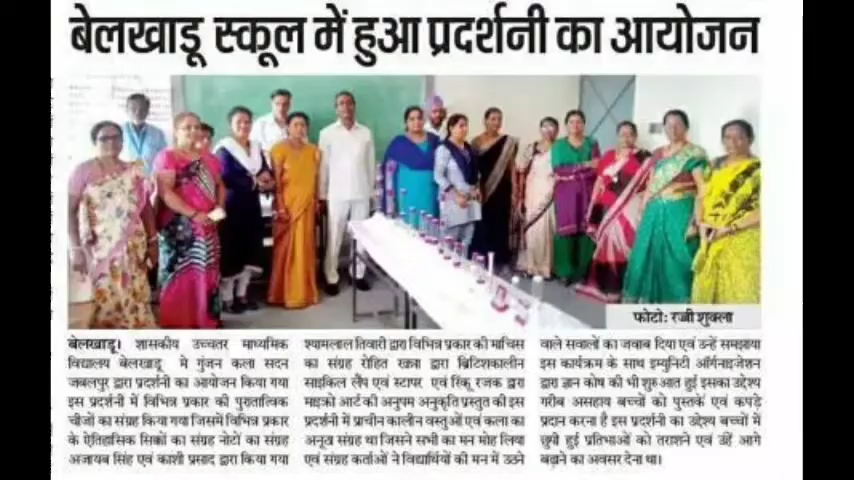 बेलखाडू स्कूल में हुआ प्रदर्शनी का आयोजन
फोटो: रज्जी शुक्ला
बेलखाडू। शासकीय उच्चतर माध्यमिक
विद्यालय बेलखाडू मे गुंजन कला सदन
जबलपुर द्वारा प्रदर्शनी का आयोजन किया गया
इस प्रदर्शनी में विभिन्न प्रकार की पुरातात्विक
चीजों का संग्रह किया गया जिसमें विभिन्न प्रकार
के ऐतिहासिक सिक्कों का संग्रह नोटों का संग्रह
अजायब सिंह एवं काशी प्रसाद द्वारा किया गया
श्यामलाल तिवारी द्वारा विभिन्न प्रकार की माचिस
का संग्रह रोहित खन्ना द्वारा ब्रिटिशकालीन
साइकिल लैंप एवं स्टापर एवं रिंकू रजक द्वारा
माइक्रो आर्ट की अनुपम अनुकृति प्रस्तुत की इस
प्रदर्शनी में प्राचीन कालीन वस्तुओं एवं कला का
अनूठा संग्रह था जिसने सभी का मन मोह लिया
एवं संग्रह कर्ताओं ने विद्यार्थियों की मन में उठने
वाले सवालों का जवाब दिया एवं उन्हें समझाया
इस कार्यक्रम के साथ इम्युनिटी ऑर्गनाइजेशन
द्वारा ज्ञान कोष की भी शुरुआत हुई इसका उद्देश्य
गरीब असहाय बच्चों को पुस्तकें एवं कपड़े
प्रदान करना है इस प्रदर्शनी का उद्देश्य बच्चों में
छुपी हुई प्रतिभाओं को तराशने एवं उन्हें आगे
बढ़ाने का अवसर देना था।